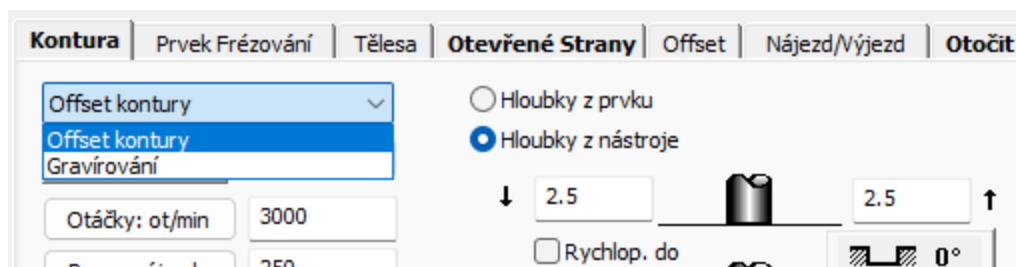 Kontura Prvek Frézování Tělesa Otevřené Strany Offset Nájezd/Výjezd Otočit
Offset kontury
Hloubky z prvku
Offset kontury
Hloubky z nástroje
Gravírování
2.5 2.5
Otáčky: ot/min 3000
Rychlop. do
0°